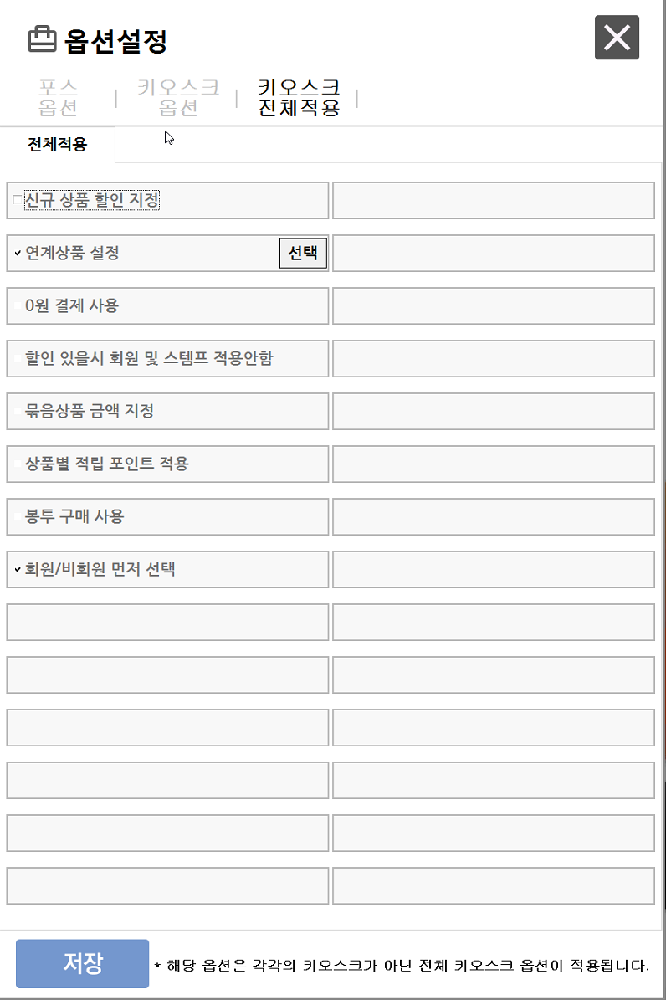 옵션설정
포스
옵션
키오스크
옵션
키오스크
전체적용
전체적용
신규 상품 할인 지정
연계상품 설정 선택
0원 결제 사용
할인 있을시 회원 및 스템프 적용안함
묶음상품 금액 지정
상품별 적립 포인트 적용
봉투 구매 사용
회원/비회원 먼저 선택
저장 * 해당 옵션은 각각의 키오스크가 아닌 전체 키오스크 옵션이 적용됩니다.